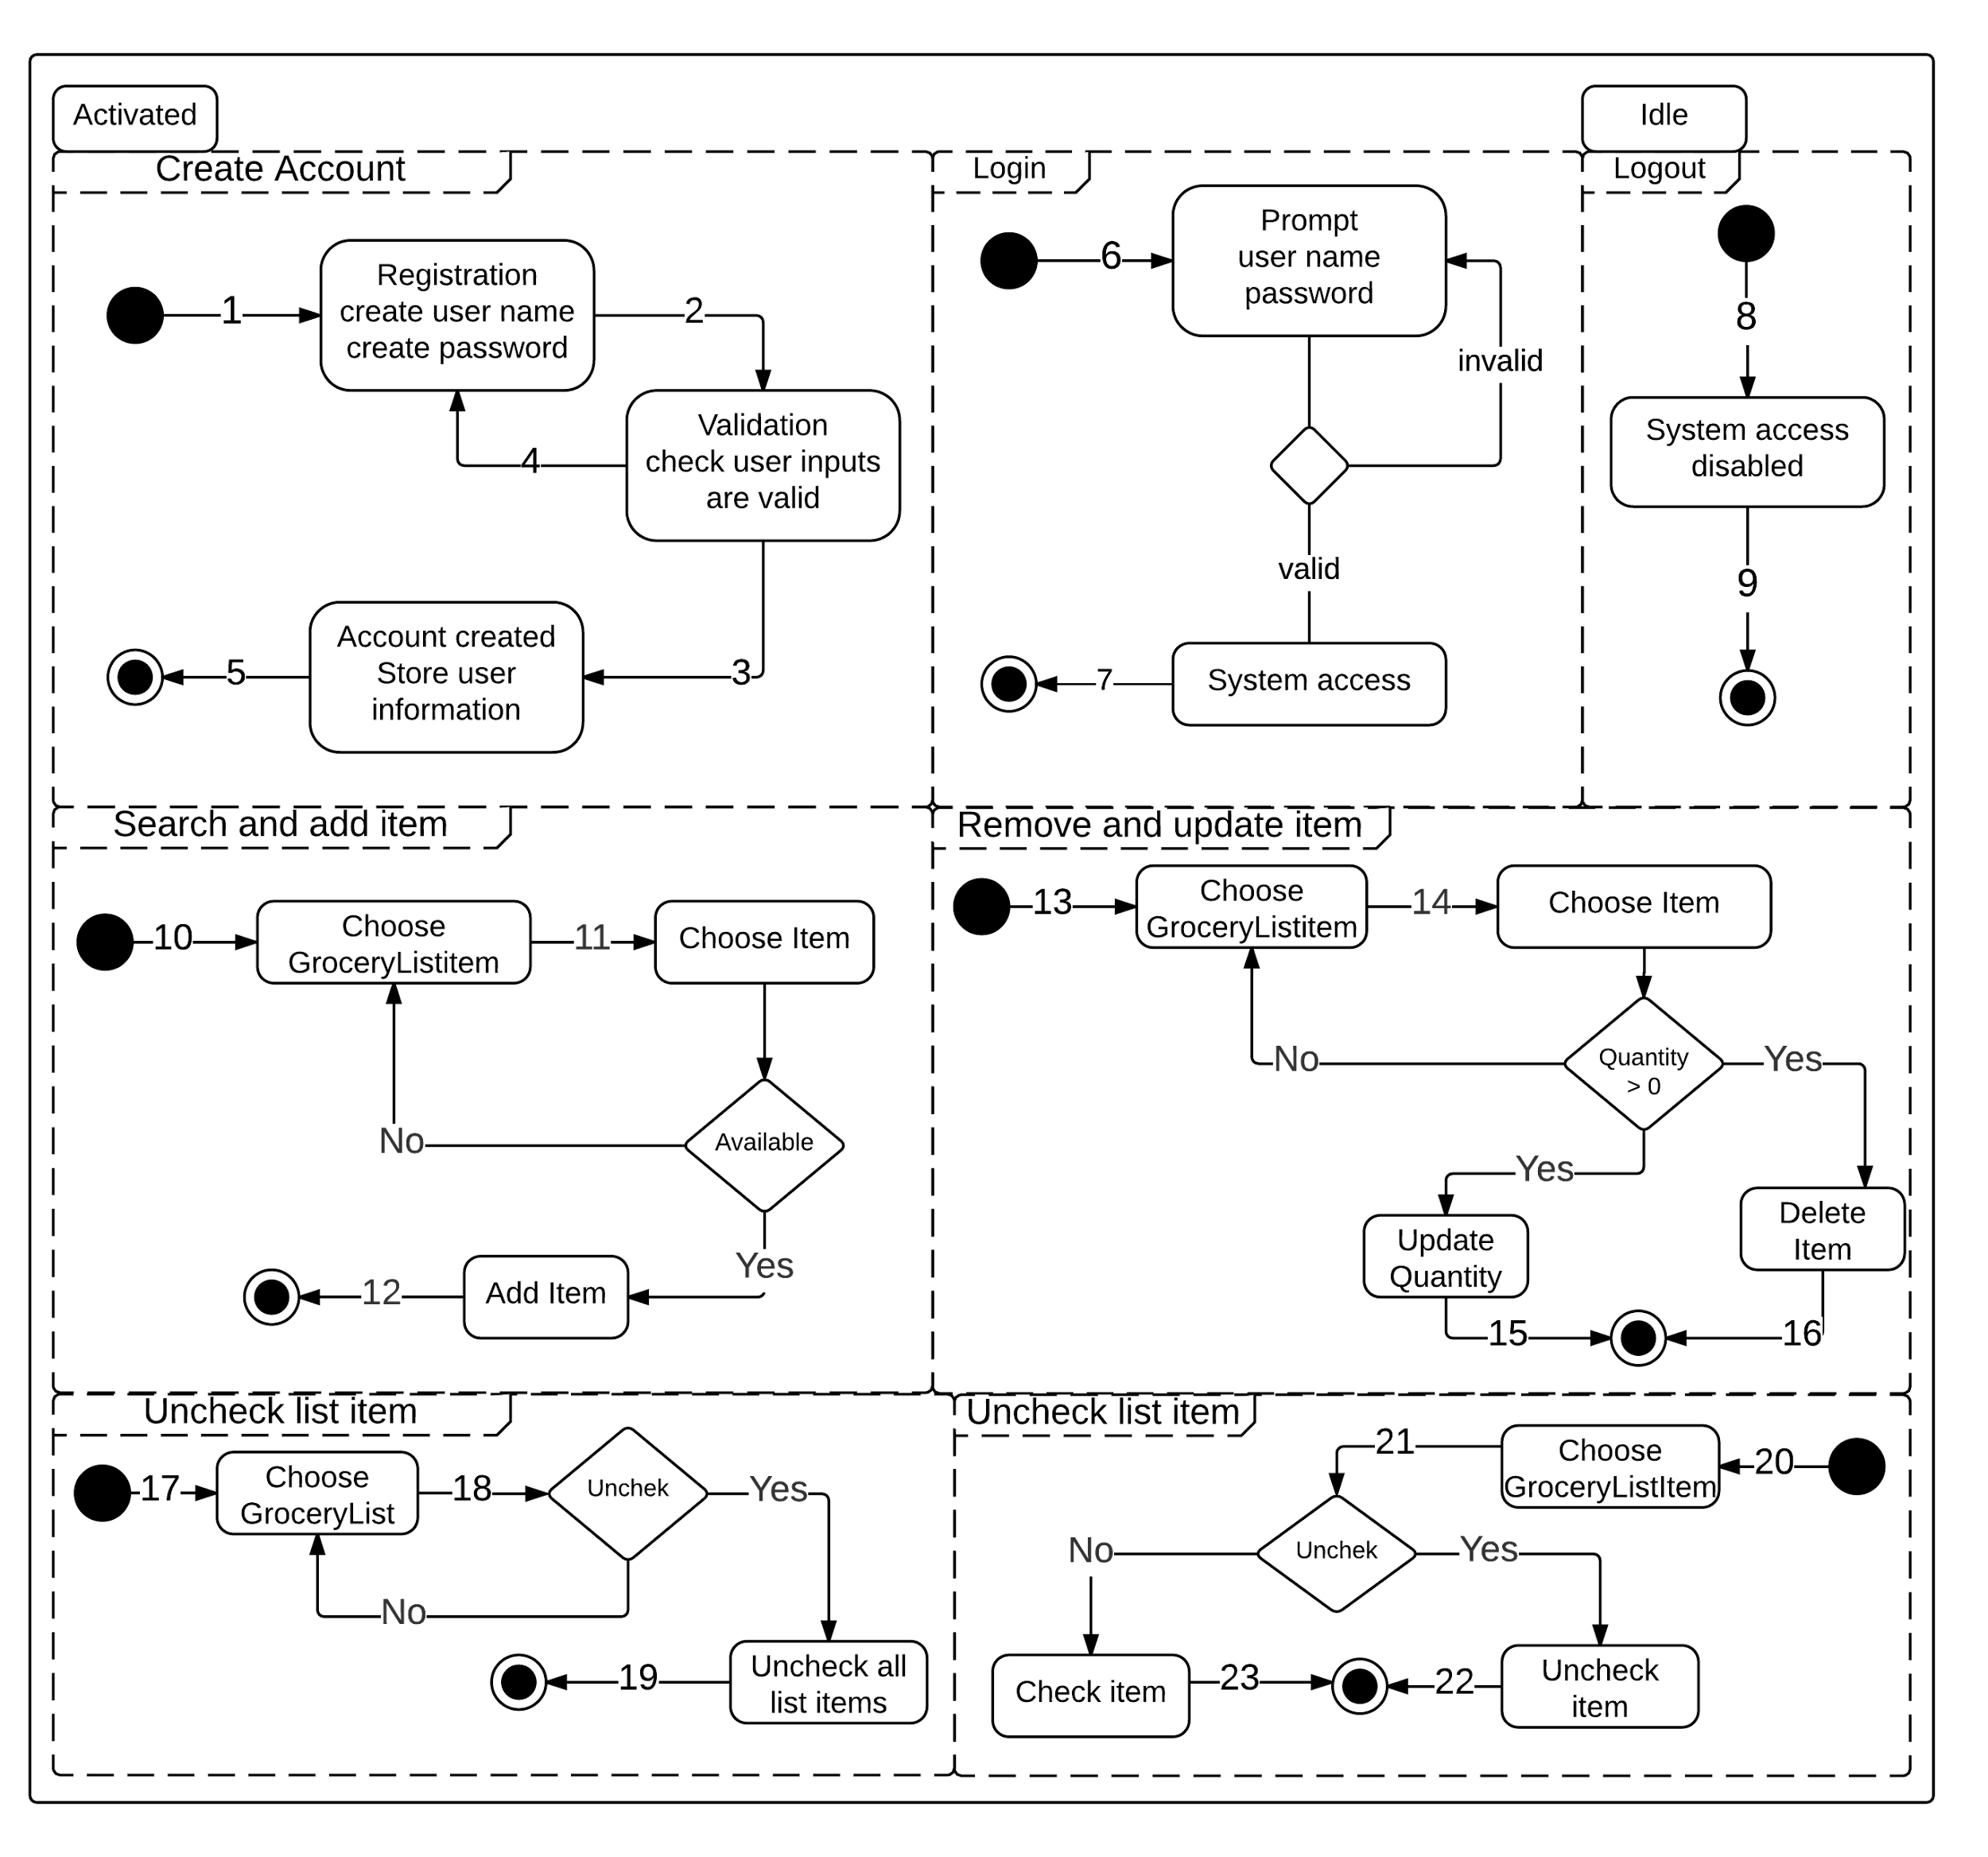 Activated
Idle
Create Account
Login
Logout
1
Registration
create user name
create password
2
Validation
check user inputs
are valid
4
3
Account created
Store user
information
5
6
Prompt
user name
password
invalid
valid
System access
7
8
System access
disabled
9
Search and add item
10
Choose
GroceryListitem
11
Choose Item
No
Available
Yes
Add Item
12
Remove and update item
13
Choose
GroceryListitem
14
Choose Item
No
Quantity
> 0
Yes
Yes
Update
Quantity
Delete
Item
15
16
Uncheck list item
17
Choose
GroceryList
18
Unchek
Yes
No
Uncheck all
list items
19
Uncheck list item
20
Choose
GroceryListItem
21
Unchek
No
Yes
Check item
23
22
Uncheck
item